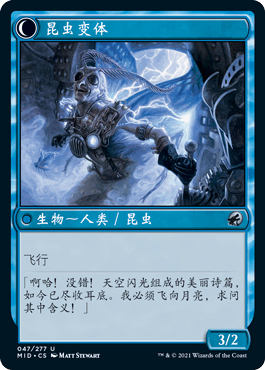 昆虫变体
生物～人类／昆虫
飞行
「啊哈！没错！天空闪光组成的美丽诗篇，
如今已尽收耳底。我必须飞向月亮，求问
其中含义！」
3/2
047/277 U
MID • CS MATT STEWART
™ & © 2021 Wizards of the Coast